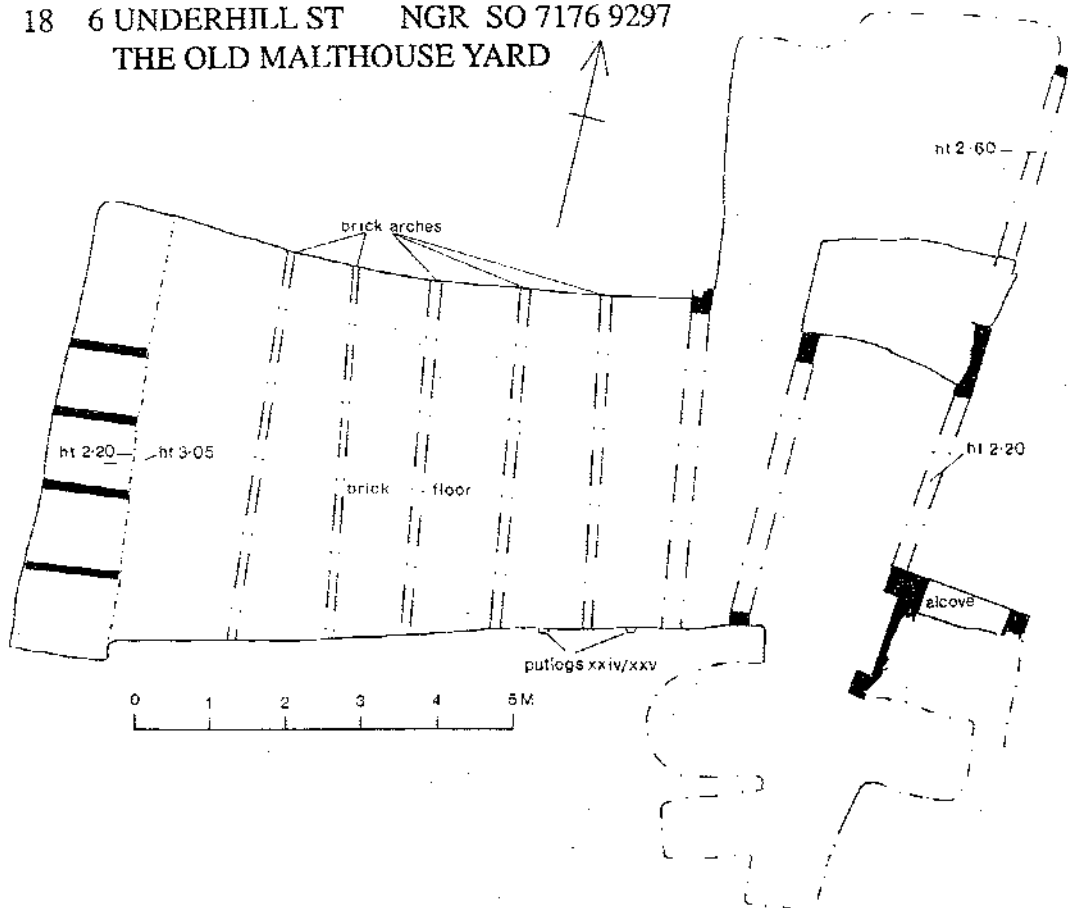 18 6 UNDERHILL ST NGR SO 7176 9297
THE OLD MALTHOUSE YARD
ht 2·60
brick arches
ht 2·20
ht 3·05
ht 2·20
brick floor
alcove
putlogs xxiv/xxv
0 1 2 3 4 5M